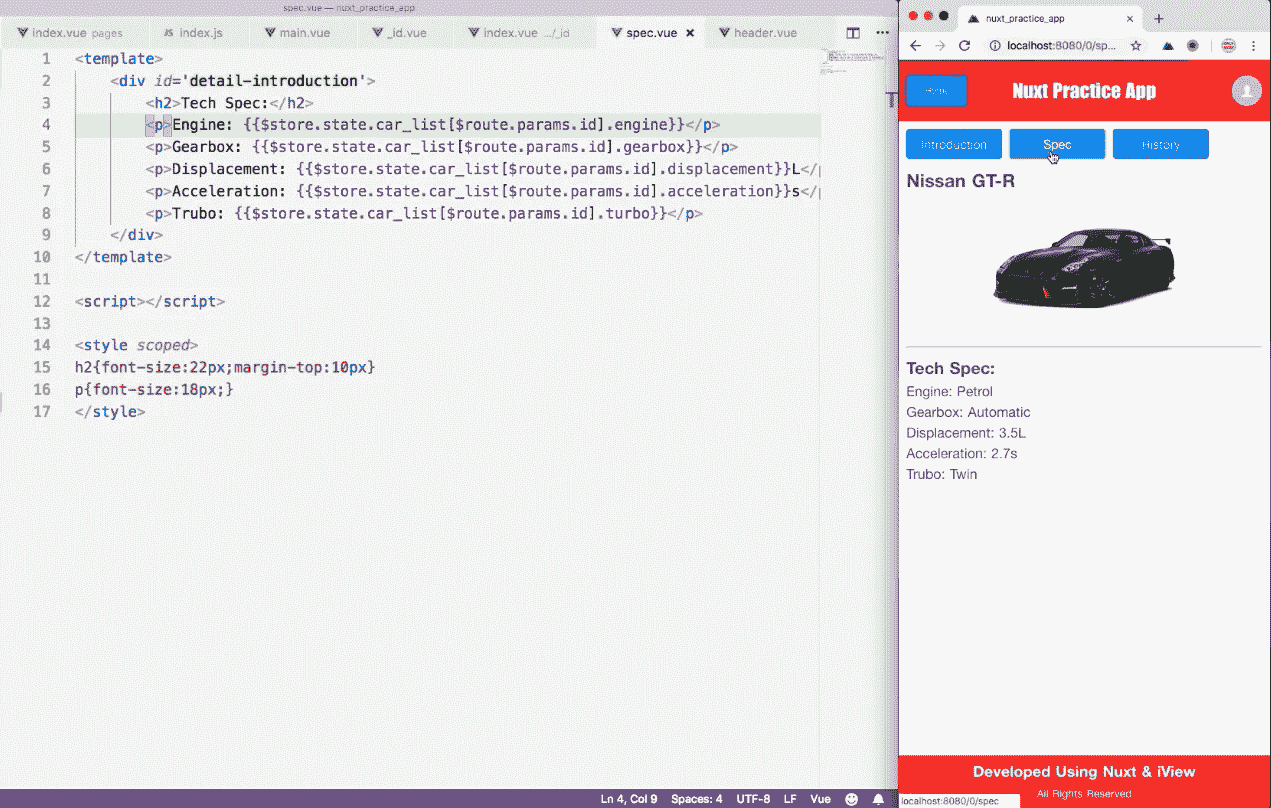 spec.vue — nuxt_practice_app
index.vue pages
index.js
main.vue
_id.vue
index.vue .../_id
spec.vue
header.vue
1 <template>
2 <div id='detail-introduction'>
3 <h2>Tech Spec:</h2>
4 <p>Engine: {{$store.state.car_list[$route.params.id].engine}}</p>
5 <p>Gearbox: {{$store.state.car_list[$route.params.id].gearbox}}</p>
6 <p>Displacement: {{$store.state.car_list[$route.params.id].displacement}}L</p
7 <p>Acceleration: {{$store.state.car_list[$route.params.id].acceleration}}s</p
8 <p>Trubo: {{$store.state.car_list[$route.params.id].turbo}}</p>
9 </div>
10 </template>
11
12 <script></script>
13
14 <style scoped>
15 h2{font-size:22px;margin-top:10px}
16 p{font-size:18px;}
17 </style>
Ln 4, Col 9 Spaces: 4 UTF-8 LF Vue
nuxt_practice_app
localhost:8080/0/sp...
Nuxt Practice App
Introduction
Spec
History
Nissan GT-R
Tech Spec:
Engine: Petrol
Gearbox: Automatic
Displacement: 3.5L
Acceleration: 2.7s
Trubo: Twin
Developed Using Nuxt & iView
All Rights Reserved
localhost:8080/0/spec